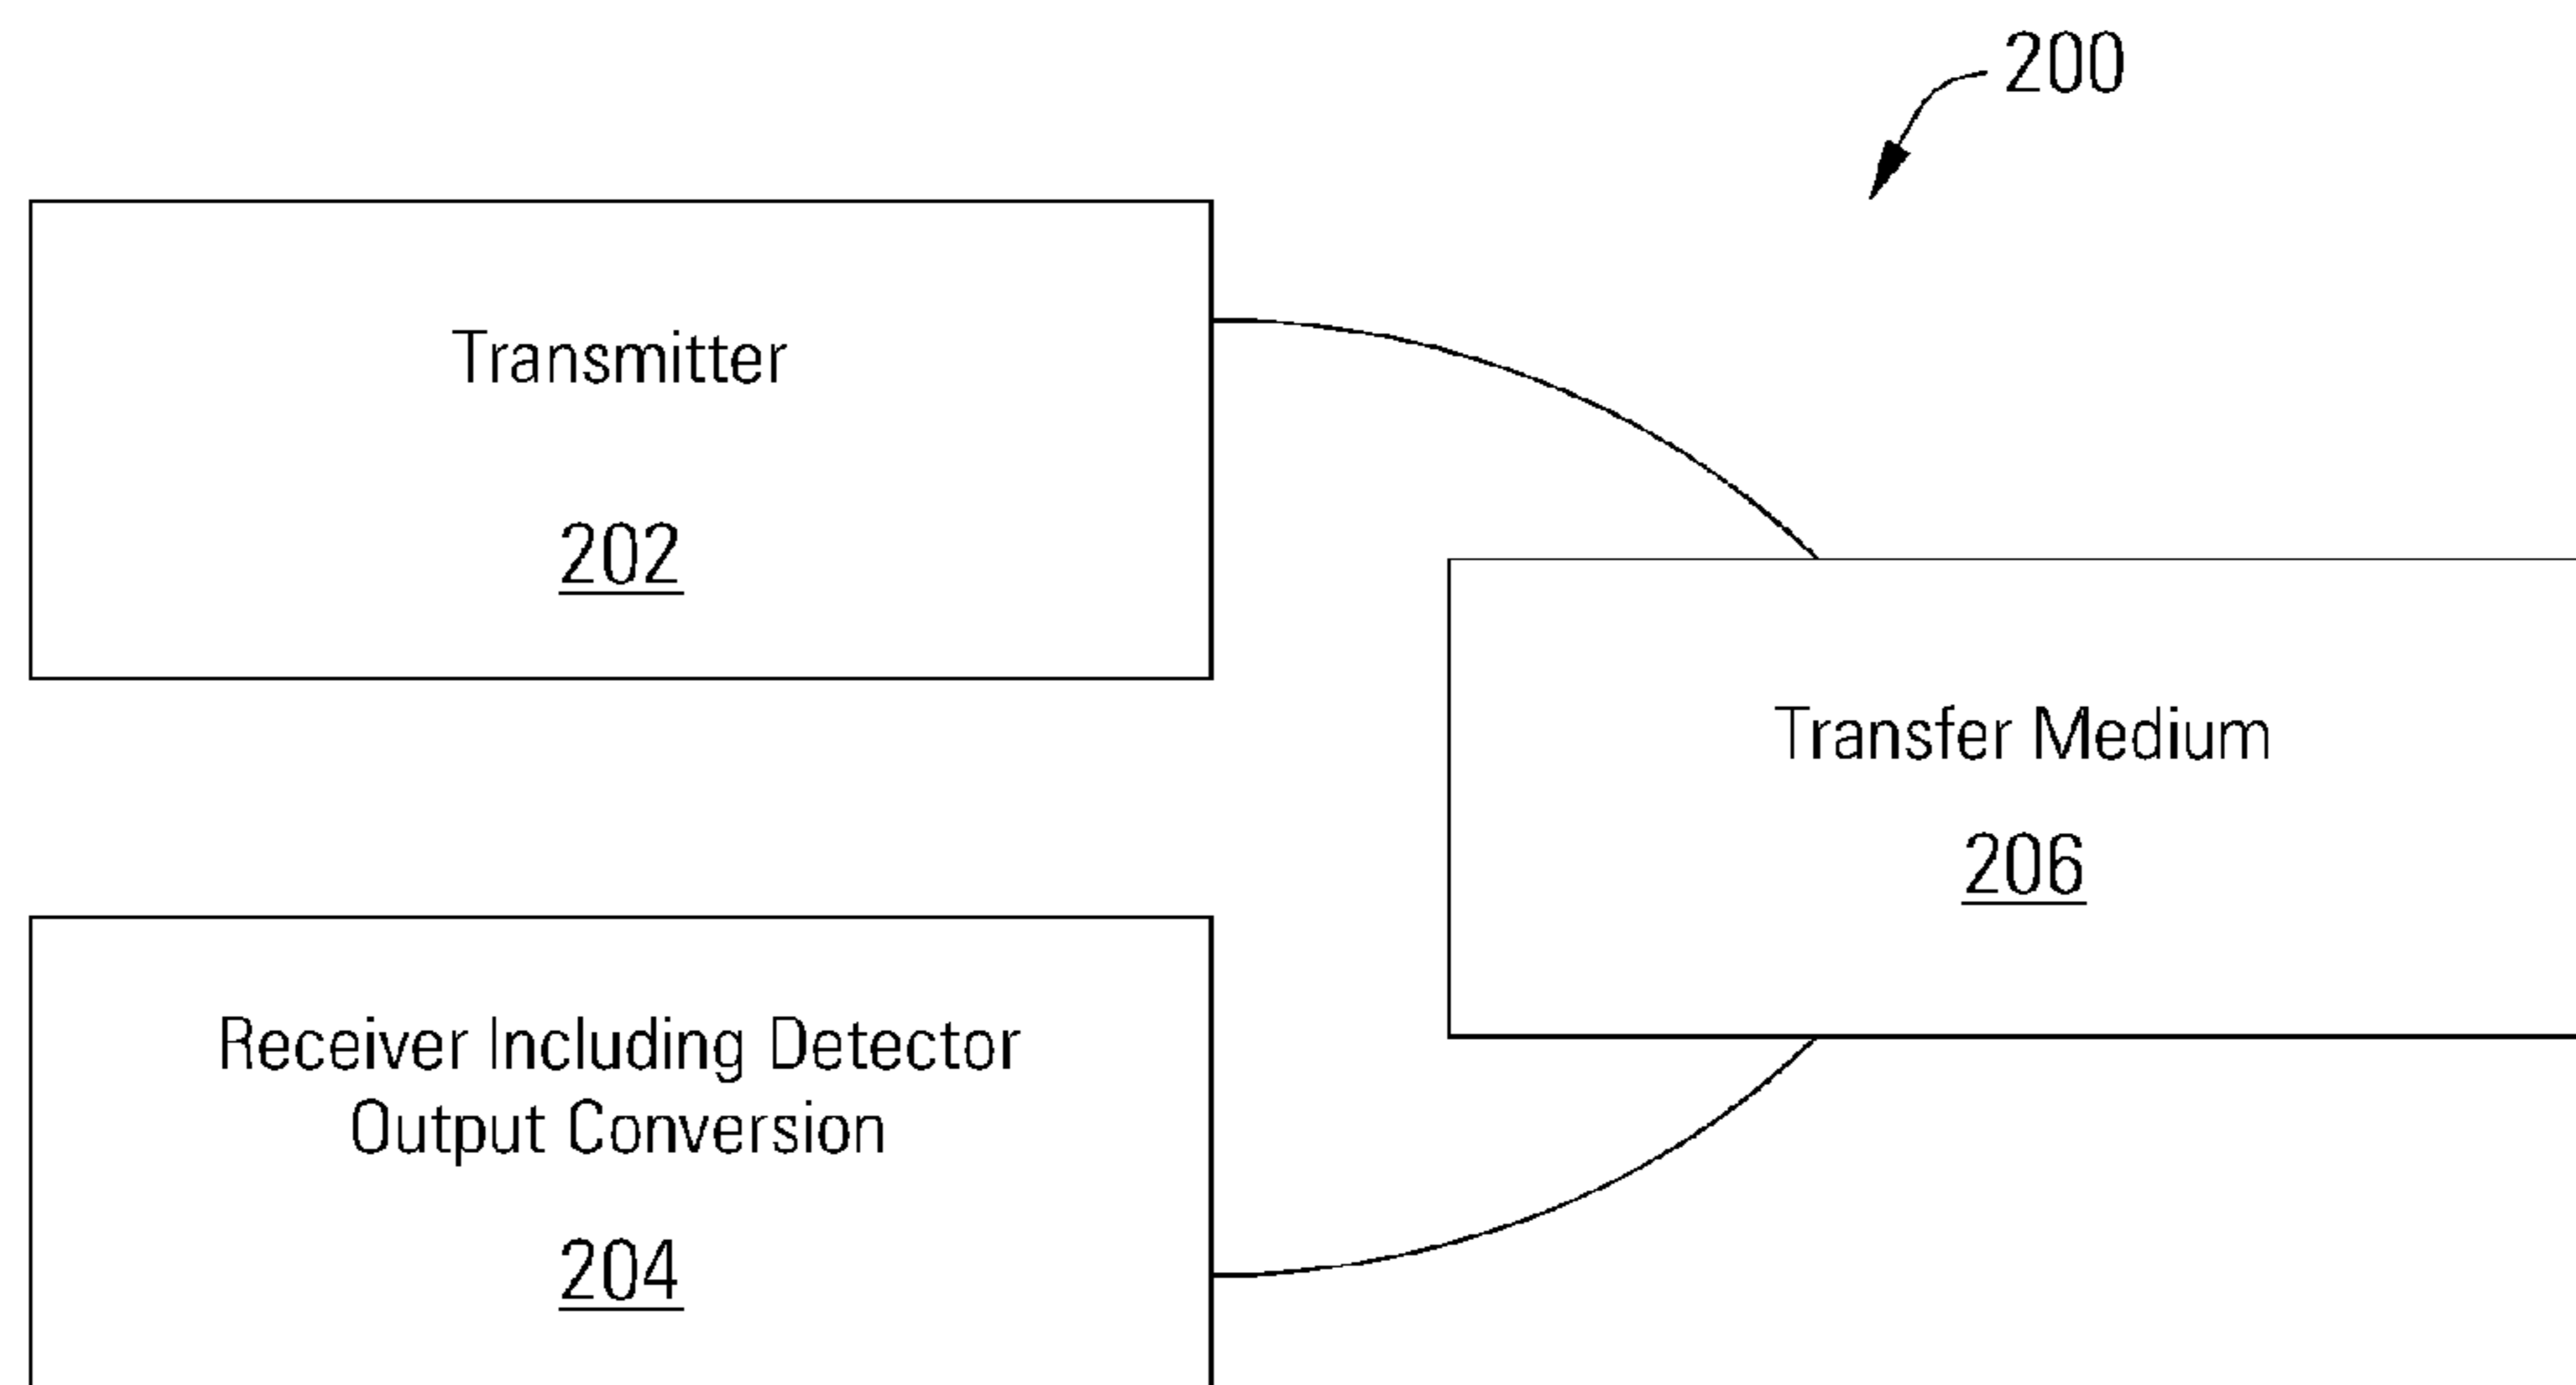 200
Transmitter
202
Transfer Medium
206
Receiver Including Detector
Output Conversion
204